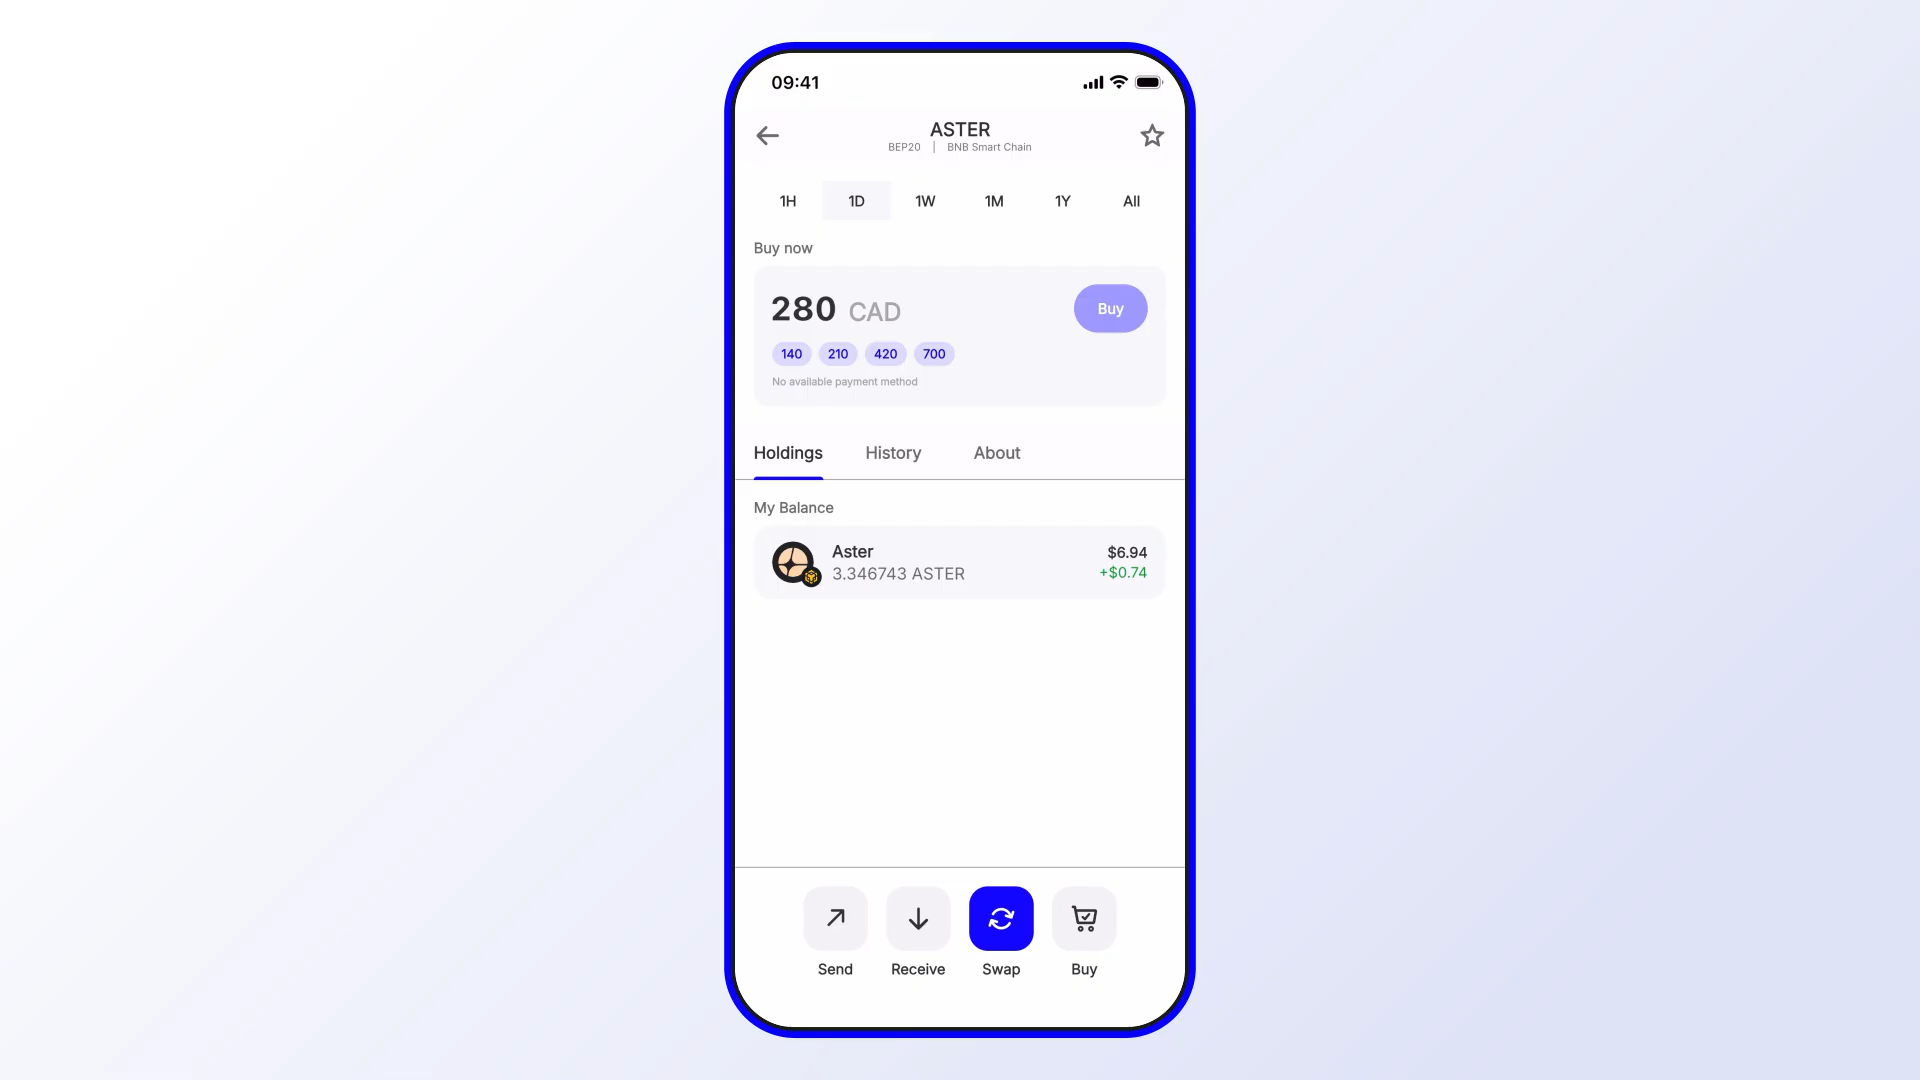 09:41
ASTER
BEP20 | BNB Smart Chain
1H 1D 1W 1M 1Y All
Buy now
280 CAD
Buy
140 210 420 700
No available payment method
Holdings History About
My Balance
Aster $6.94
3.346743 ASTER +$0.74
Send Receive Swap Buy